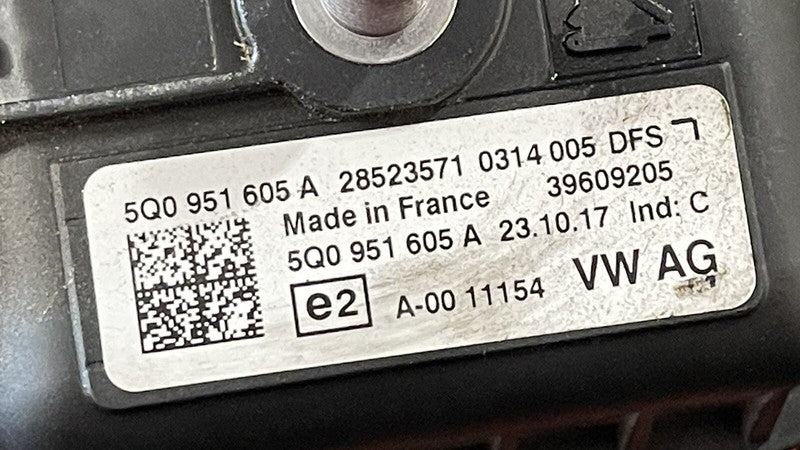 5Q0 951 605 A 28523571 0314 005 DFS
Made in France 39609205
5Q0 951 605 A 23.10.17 Ind: C
e2 A-00 11154 VW AG